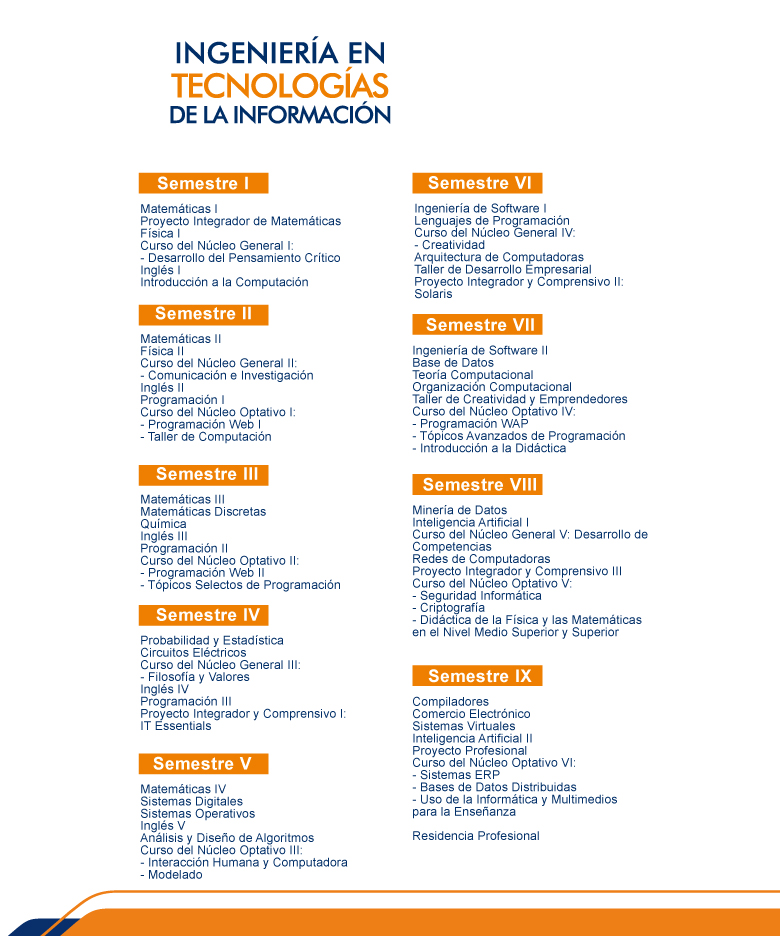 INGENIERÍA EN
TECNOLOGÍAS
DE LA INFORMACIÓN
Semestre I
Matemáticas I
Proyecto Integrador de Matemáticas
Física I
Curso del Núcleo General I:
- Desarrollo del Pensamiento Crítico
Inglés I
Introducción a la Computación
Semestre II
Matemáticas II
Física II
Curso del Núcleo General II:
- Comunicación e Investigación
Inglés II
Programación I
Curso del Núcleo Optativo I:
- Programación Web I
- Taller de Computación
Semestre III
Matemáticas III
Matemáticas Discretas
Química
Inglés III
Programación II
Curso del Núcleo Optativo II:
- Programación Web II
- Tópicos Selectos de Programación
Semestre IV
Probabilidad y Estadística
Circuitos Eléctricos
Curso del Núcleo General III:
- Filosofía y Valores
Inglés IV
Programación III
Proyecto Integrador y Comprensivo I:
IT Essentials
Semestre V
Matemáticas IV
Sistemas Digitales
Sistemas Operativos
Inglés V
Análisis y Diseño de Algoritmos
Curso del Núcleo Optativo III:
- Interacción Humana y Computadora
- Modelado
Semestre VI
Ingeniería de Software I
Lenguajes de Programación
Curso del Núcleo General IV:
- Creatividad
Arquitectura de Computadoras
Taller de Desarrollo Empresarial
Proyecto Integrador y Comprensivo II:
Solaris
Semestre VII
Ingeniería de Software II
Base de Datos
Teoría Computacional
Organización Computacional
Taller de Creatividad y Emprendedores
Curso del Núcleo Optativo IV:
- Programación WAP
- Tópicos Avanzados de Programación
- Introducción a la Didáctica
Semestre VIII
Minería de Datos
Inteligencia Artificial I
Curso del Núcleo General V: Desarrollo de
Competencias
Redes de Computadoras
Proyecto Integrador y Comprensivo III
Curso del Núcleo Optativo V:
- Seguridad Informática
- Criptografía
- Didáctica de la Física y las Matemáticas
en el Nivel Medio Superior y Superior
Semestre IX
Compiladores
Comercio Electrónico
Sistemas Virtuales
Inteligencia Artificial II
Proyecto Profesional
Curso del Núcleo Optativo VI:
- Sistemas ERP
- Bases de Datos Distribuidas
- Uso de la Informática y Multimedios
para la Enseñanza
Residencia Profesional